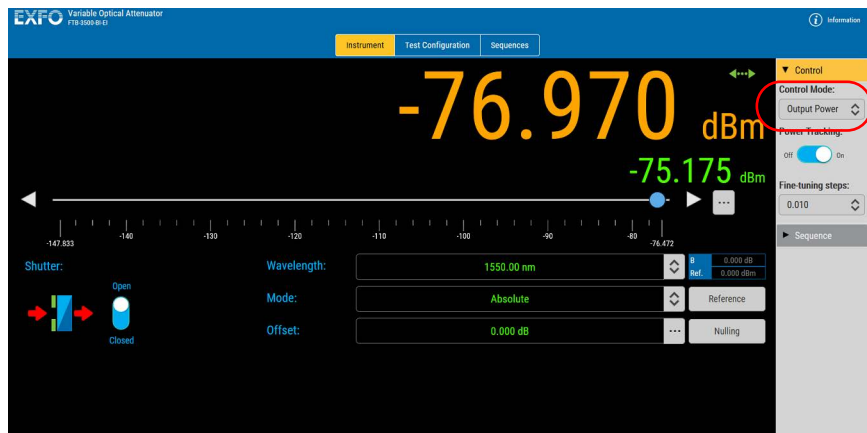 EXFO Variable Optical Attenuator
FTB-3500-BI-EI
Information
Instrument Test Configuration Sequences
-76.970 dBm
-75.175 dBm
-147.833 -140 -130 -120 -110 -100 -90 -80 -76.472
Shutter:
Open
Closed
Wavelength: 1550.00 nm
B 0.000 dB
Ref. 0.000 dBm
Mode: Absolute
Reference
Offset: 0.000 dB
Nulling
Control
Control Mode:
Output Power
Power Tracking:
Off On
Fine-tuning steps:
0.010
Sequence